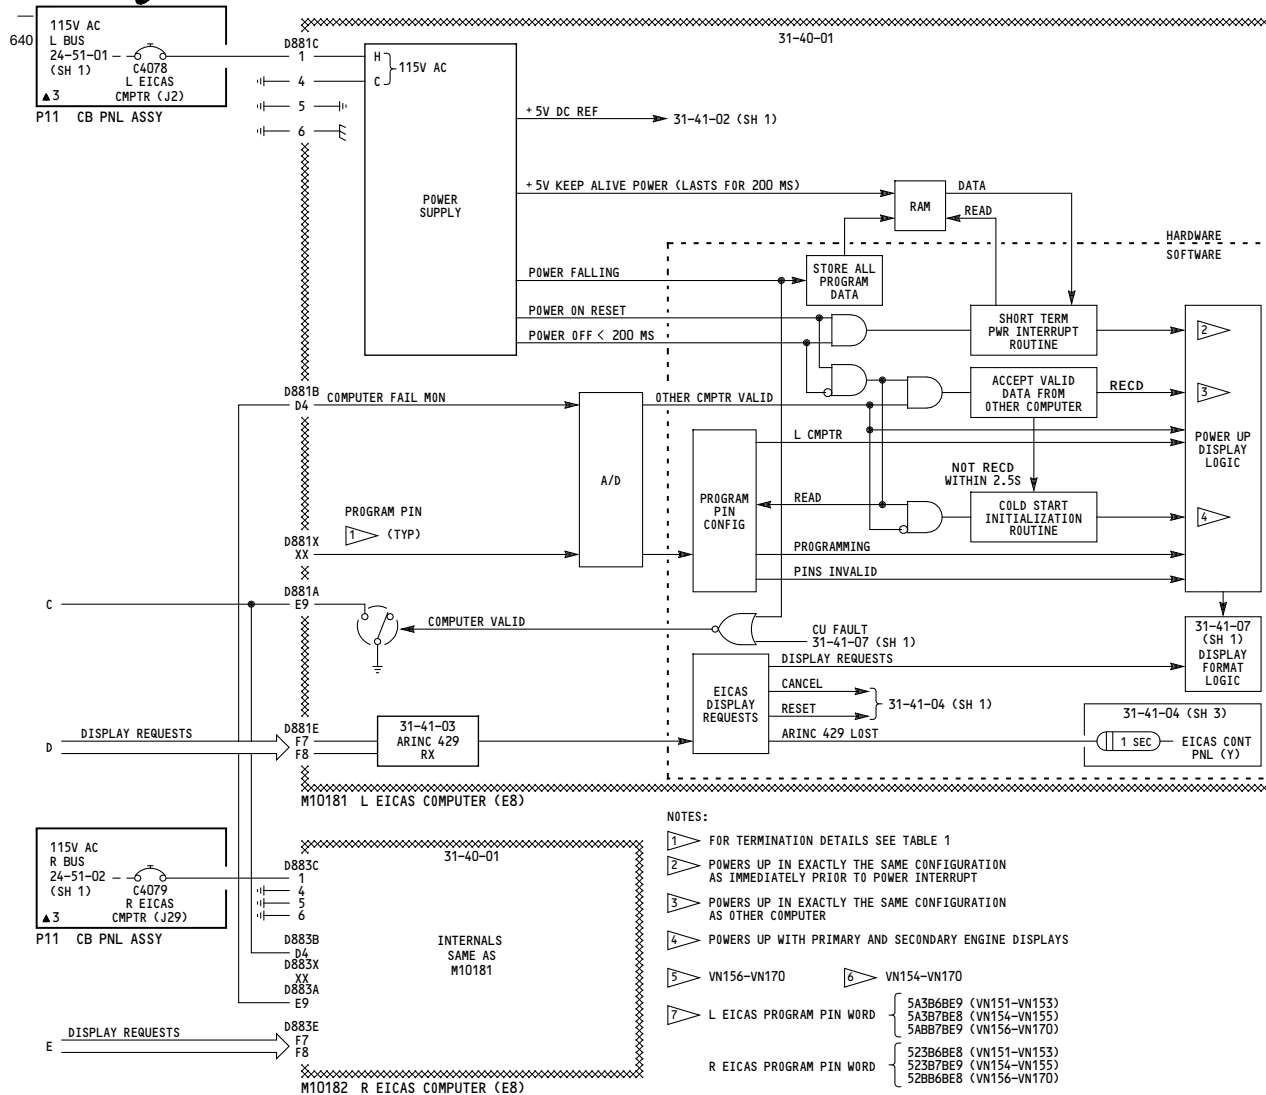 640
115V AC
L BUS
24-51-01
(SH 1)
C4078
L EICAS
CMPTR (J2)
▲3
P11 CB PNL ASSY
D881C
1
4
5
6
31-40-01
H
C
115V AC
POWER
SUPPLY
+5V DC REF
31-41-02 (SH 1)
+5V KEEP ALIVE POWER (LASTS FOR 200 MS)
RAM
DATA
READ
HARDWARE
SOFTWARE
POWER FALLING
STORE ALL
PROGRAM
DATA
POWER ON RESET
POWER OFF < 200 MS
SHORT TERM
PWR INTERRUPT
ROUTINE
2
D881B
D4
COMPUTER FAIL MON
OTHER CMPTR VALID
ACCEPT VALID
DATA FROM
OTHER COMPUTER
RECD
3
L CMPTR
POWER UP
DISPLAY
LOGIC
A/D
NOT RECD
WITHIN 2.5S
PROGRAM
PIN
CONFIG
READ
COLD START
INITIALIZATION
ROUTINE
4
PROGRAM PIN
1 (TYP)
D881X
XX
PROGRAMMING
PINS INVALID
D881A
C
E9
COMPUTER VALID
CU FAULT
31-41-07 (SH 1)
31-41-07
(SH 1)
DISPLAY
FORMAT
LOGIC
DISPLAY REQUESTS
EICAS
DISPLAY
REQUESTS
CANCEL
RESET
31-41-04 (SH 1)
ARINC 429 LOST
31-41-04 (SH 3)
1 SEC
EICAS CONT
PNL (Y)
D881E
D
DISPLAY REQUESTS
F7
F8
31-41-03
ARINC 429
RX
M10181 L EICAS COMPUTER (E8)
115V AC
R BUS
24-51-02
(SH 1)
C4079
R EICAS
CMPTR (J29)
▲3
P11 CB PNL ASSY
D883C
1
4
5
6
D883B
D4
D883X
XX
D883A
E9
D883E
E
DISPLAY REQUESTS
F7
F8
31-40-01
INTERNALS
SAME AS
M10181
M10182 R EICAS COMPUTER (E8)
NOTES:
1 FOR TERMINATION DETAILS SEE TABLE 1
2 POWERS UP IN EXACTLY THE SAME CONFIGURATION
AS IMMEDIATELY PRIOR TO POWER INTERRUPT
3 POWERS UP IN EXACTLY THE SAME CONFIGURATION
AS OTHER COMPUTER
4 POWERS UP WITH PRIMARY AND SECONDARY ENGINE DISPLAYS
5 VN156-VN170 6 VN154-VN170
7 L EICAS PROGRAM PIN WORD
5A3B6BE9 (VN151-VN153)
5A3B7BE8 (VN154-VN155)
5ABB7BE9 (VN156-VN170)
R EICAS PROGRAM PIN WORD
523B6BE8 (VN151-VN153)
523B7BE9 (VN154-VN155)
52BB6BE8 (VN156-VN170)